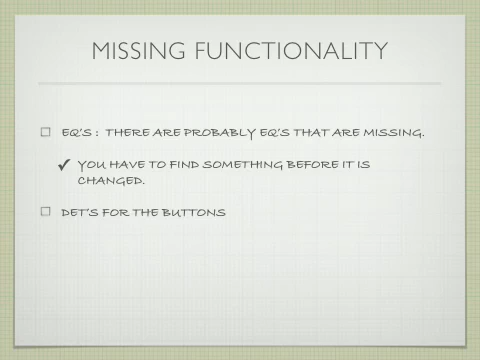 MISSING FUNCTIONALITY
EQ'S : THERE ARE PROBABLY EQ'S THAT ARE MISSING.
YOU HAVE TO FIND SOMETHING BEFORE IT IS
CHANGED.
DET'S FOR THE BUTTONS